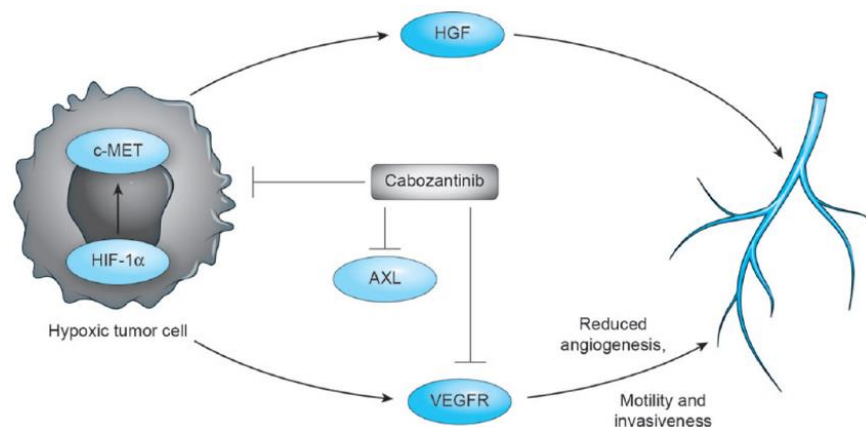 HGF
c-MET
Cabozantinib
HIF-1α
AXL
Hypoxic tumor cell
Reduced
angiogenesis,
VEGFR
Motility and
invasiveness